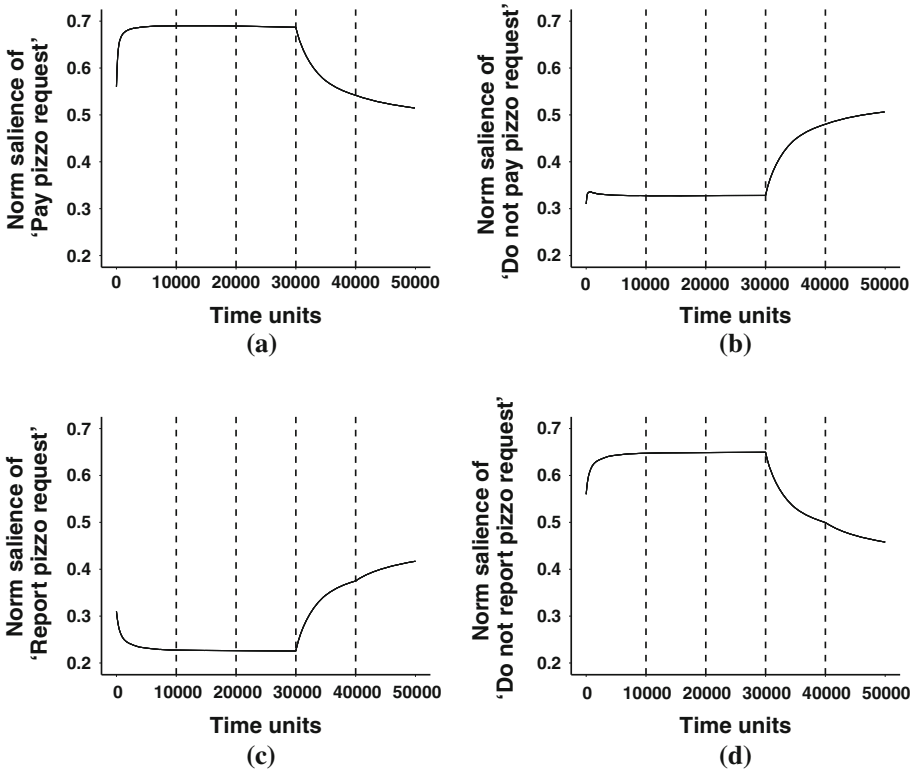 Norm salience of
'Pay pizzo request'
0.7
0.6
0.5
0.4
0.3
0.2
0 10000 20000 30000 40000 50000
Time units
(a)
Norm salience of
'Do not pay pizzo request'
0.7
0.6
0.5
0.4
0.3
0.2
0 10000 20000 30000 40000 50000
Time units
(b)
Norm salience of
'Report pizzo request'
0.7
0.6
0.5
0.4
0.3
0.2
0 10000 20000 30000 40000 50000
Time units
(c)
Norm salience of
'Do not report pizzo request'
0.7
0.6
0.5
0.4
0.3
0.2
0 10000 20000 30000 40000 50000
Time units
(d)